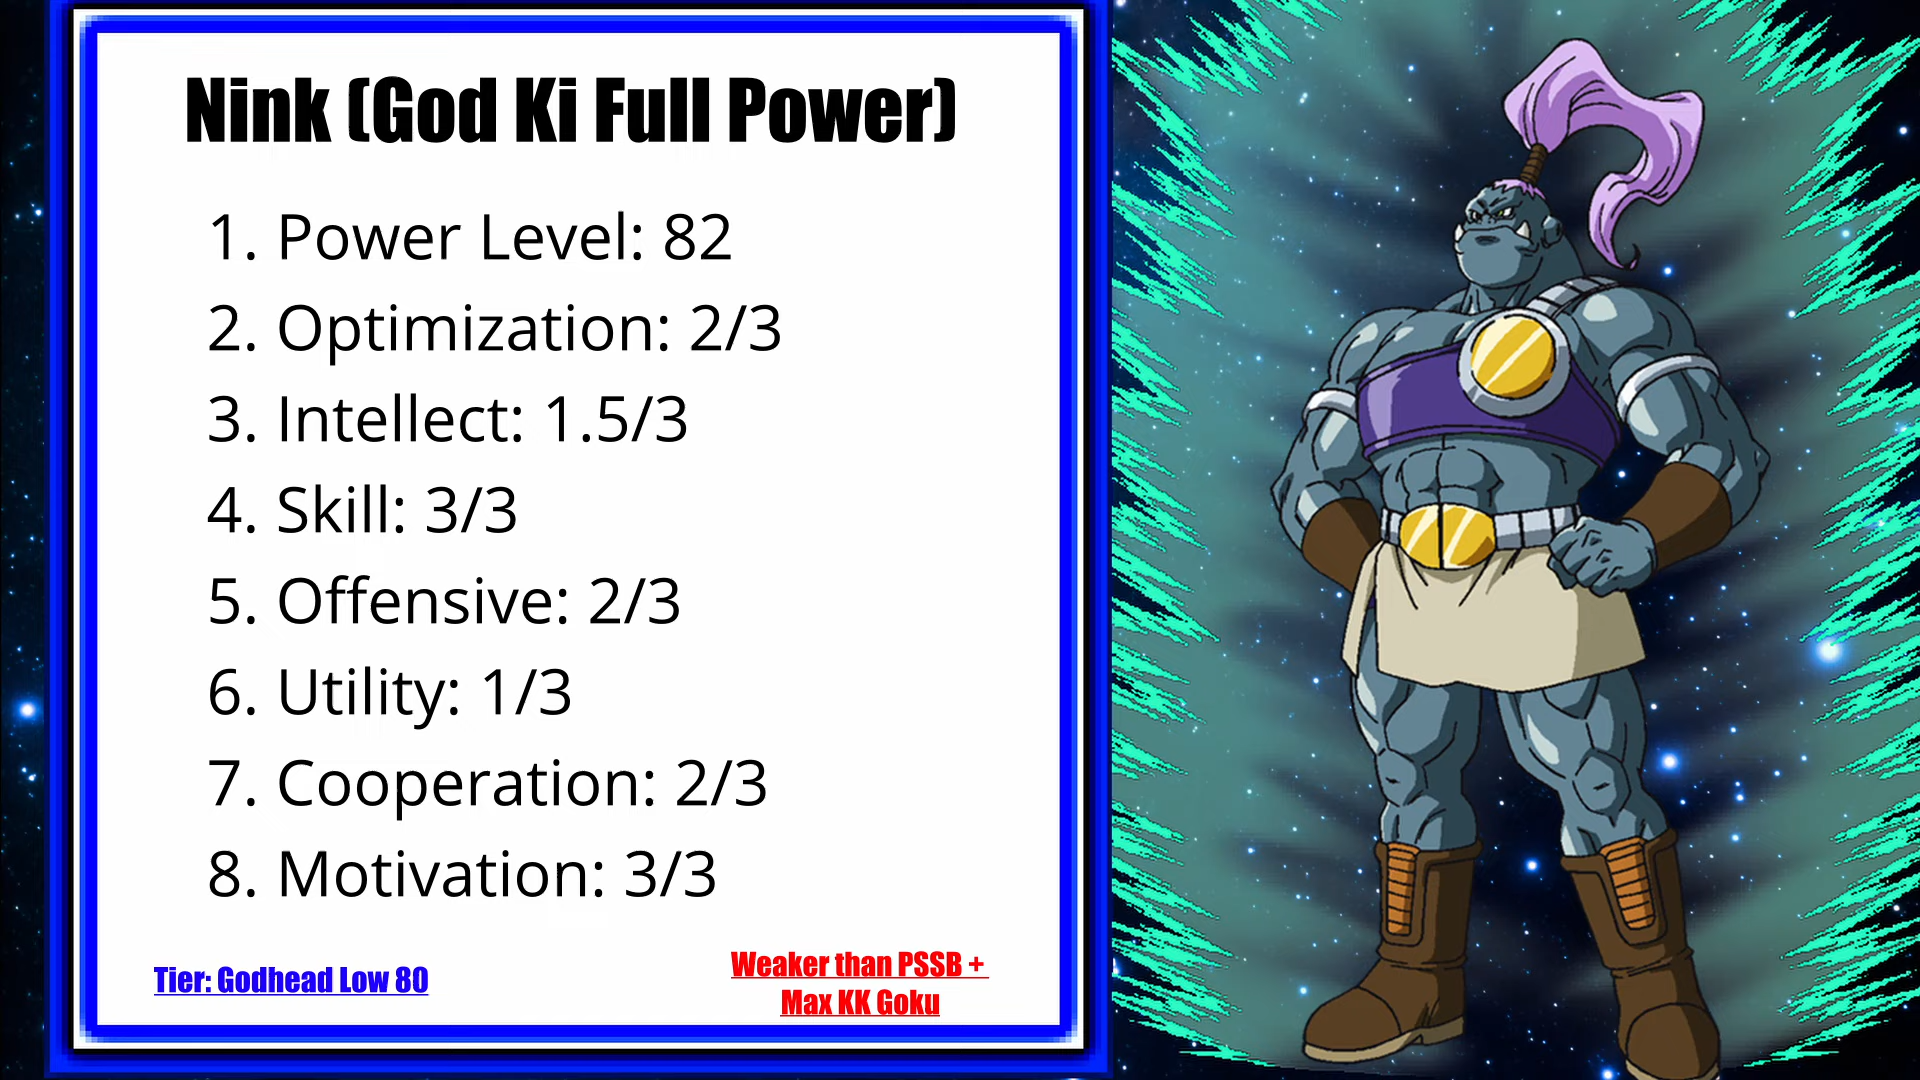 Nink (God Ki Full Power)
1. Power Level: 82
2. Optimization: 2/3
3. Intellect: 1.5/3
4. Skill: 3/3
5. Offensive: 2/3
6. Utility: 1/3
7. Cooperation: 2/3
8. Motivation: 3/3
Tier: Godhead Low 80
Weaker than PSSB +
Max KK Goku